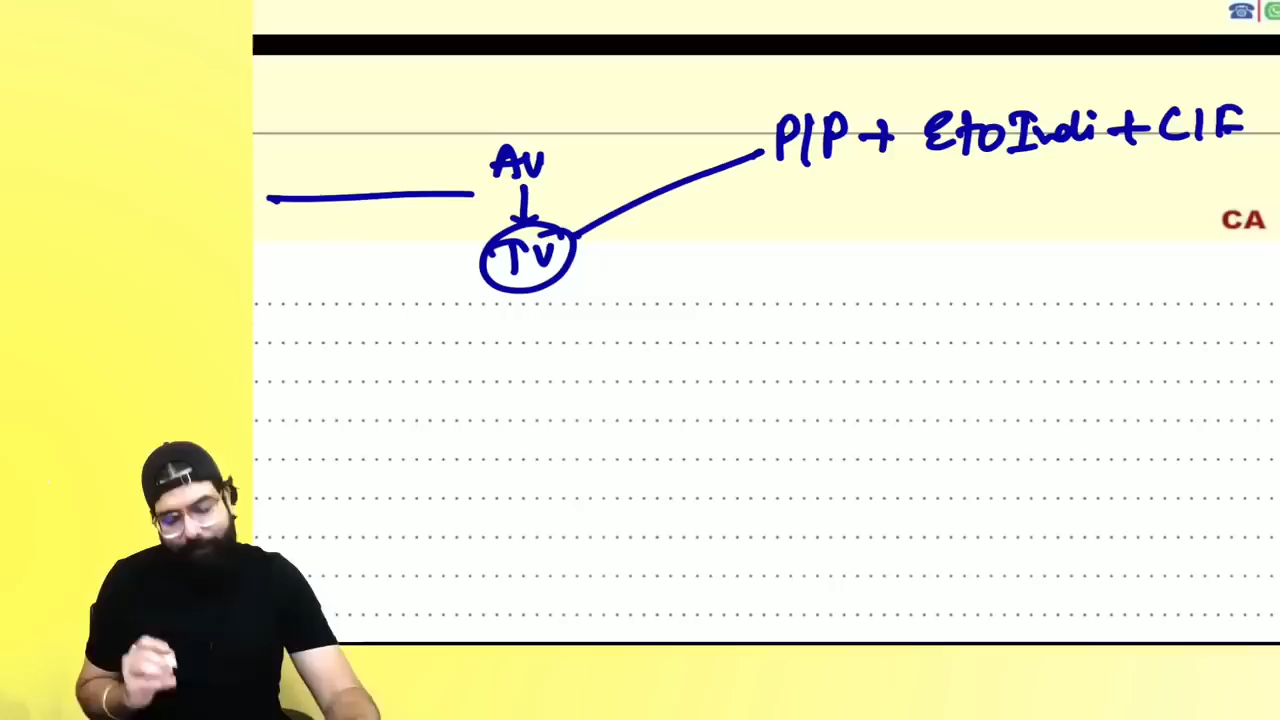 P/P + EtoIndi + CIF
AV
TV
CA